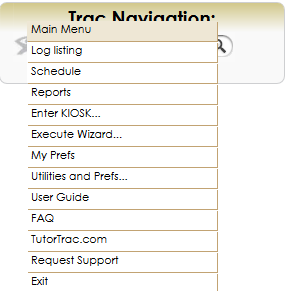 Trac Navigation:
Main Menu
Log listing
Schedule
Reports
Enter KIOSK...
Execute Wizard...
My Prefs
Utilities and Prefs...
User Guide
FAQ
TutorTrac.com
Request Support
Exit